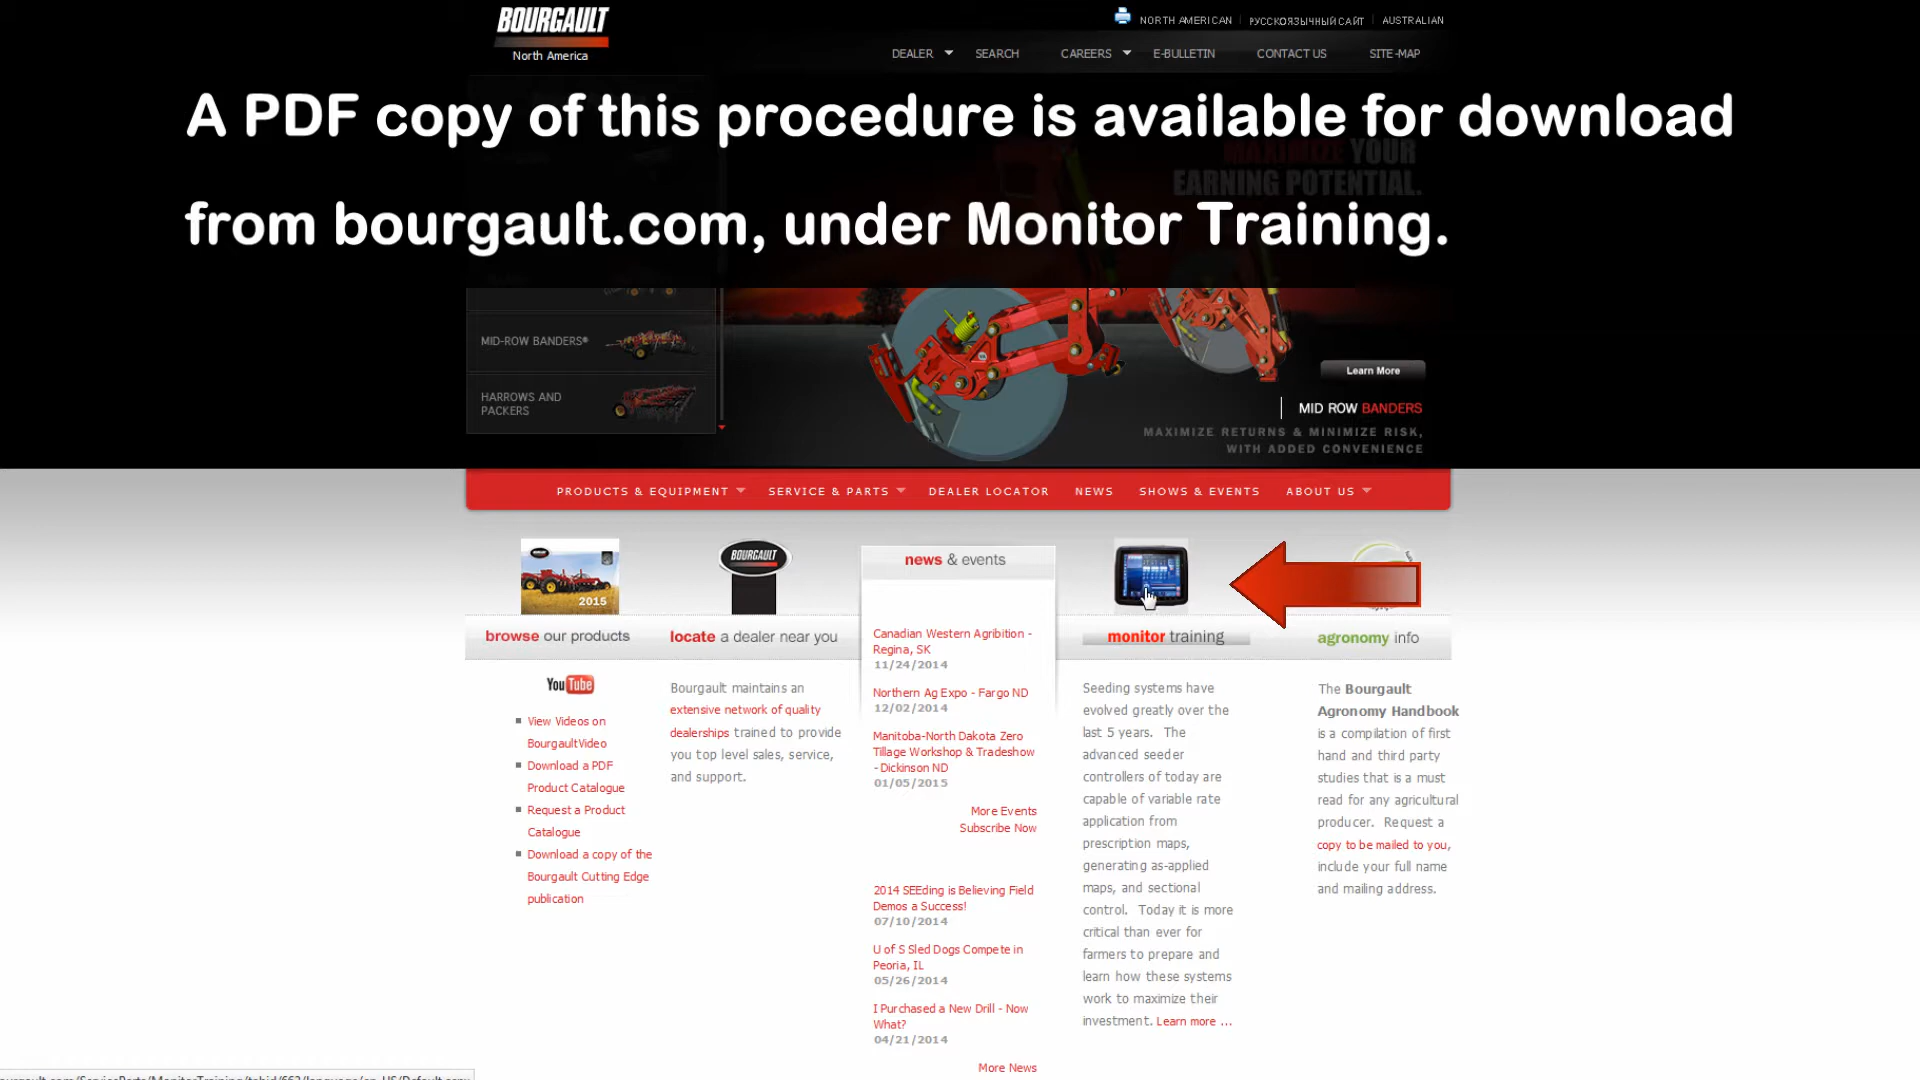 BOURGAULT
North America
NORTH AMERICAN
РУССКОЯЗЫЧНЫЙ САЙТ
AUSTRALIAN
DEALER
SEARCH
CAREERS
E-BULLETIN
CONTACT US
SITE-MAP
A PDF copy of this procedure is available for download
from bourgault.com, under Monitor Training.
MAXIMIZE YOUR
EARNING POTENTIAL.
MID-ROW BANDERS®
HARROWS AND
PACKERS
Learn More
MID ROW BANDERS
MAXIMIZE RETURNS & MINIMIZE RISK,
WITH ADDED CONVENIENCE
PRODUCTS & EQUIPMENT
SERVICE & PARTS
DEALER LOCATOR
NEWS
SHOWS & EVENTS
ABOUT US
2015
browse our products
YouTube
View Videos on
BourgaultVideo
Download a PDF
Product Catalogue
Request a Product
Catalogue
Download a copy of the
Bourgault Cutting Edge
publication
BOURGAULT
locate a dealer near you
Bourgault maintains an
extensive network of quality
dealerships trained to provide
you top level sales, service,
and support.
news & events
Canadian Western Agribition -
Regina, SK
11/24/2014
Northern Ag Expo - Fargo ND
12/02/2014
Manitoba-North Dakota Zero
Tillage Workshop & Tradeshow
- Dickinson ND
01/05/2015
More Events
Subscribe Now
2014 SEEding is Believing Field
Demos a Success!
07/10/2014
U of S Sled Dogs Compete in
Peoria, IL
05/26/2014
I Purchased a New Drill - Now
What?
04/21/2014
More News
monitor training
Seeding systems have
evolved greatly over the
last 5 years. The
advanced seeder
controllers of today are
capable of variable rate
application from
prescription maps,
generating as-applied
maps, and sectional
control. Today it is more
critical than ever for
farmers to prepare and
learn how these systems
work to maximize their
investment. Learn more ...
agronomy info
The Bourgault
Agronomy Handbook
is a compilation of first
hand and third party
studies that is a must
read for any agricultural
producer. Request a
copy to be mailed to you,
include your full name
and mailing address.